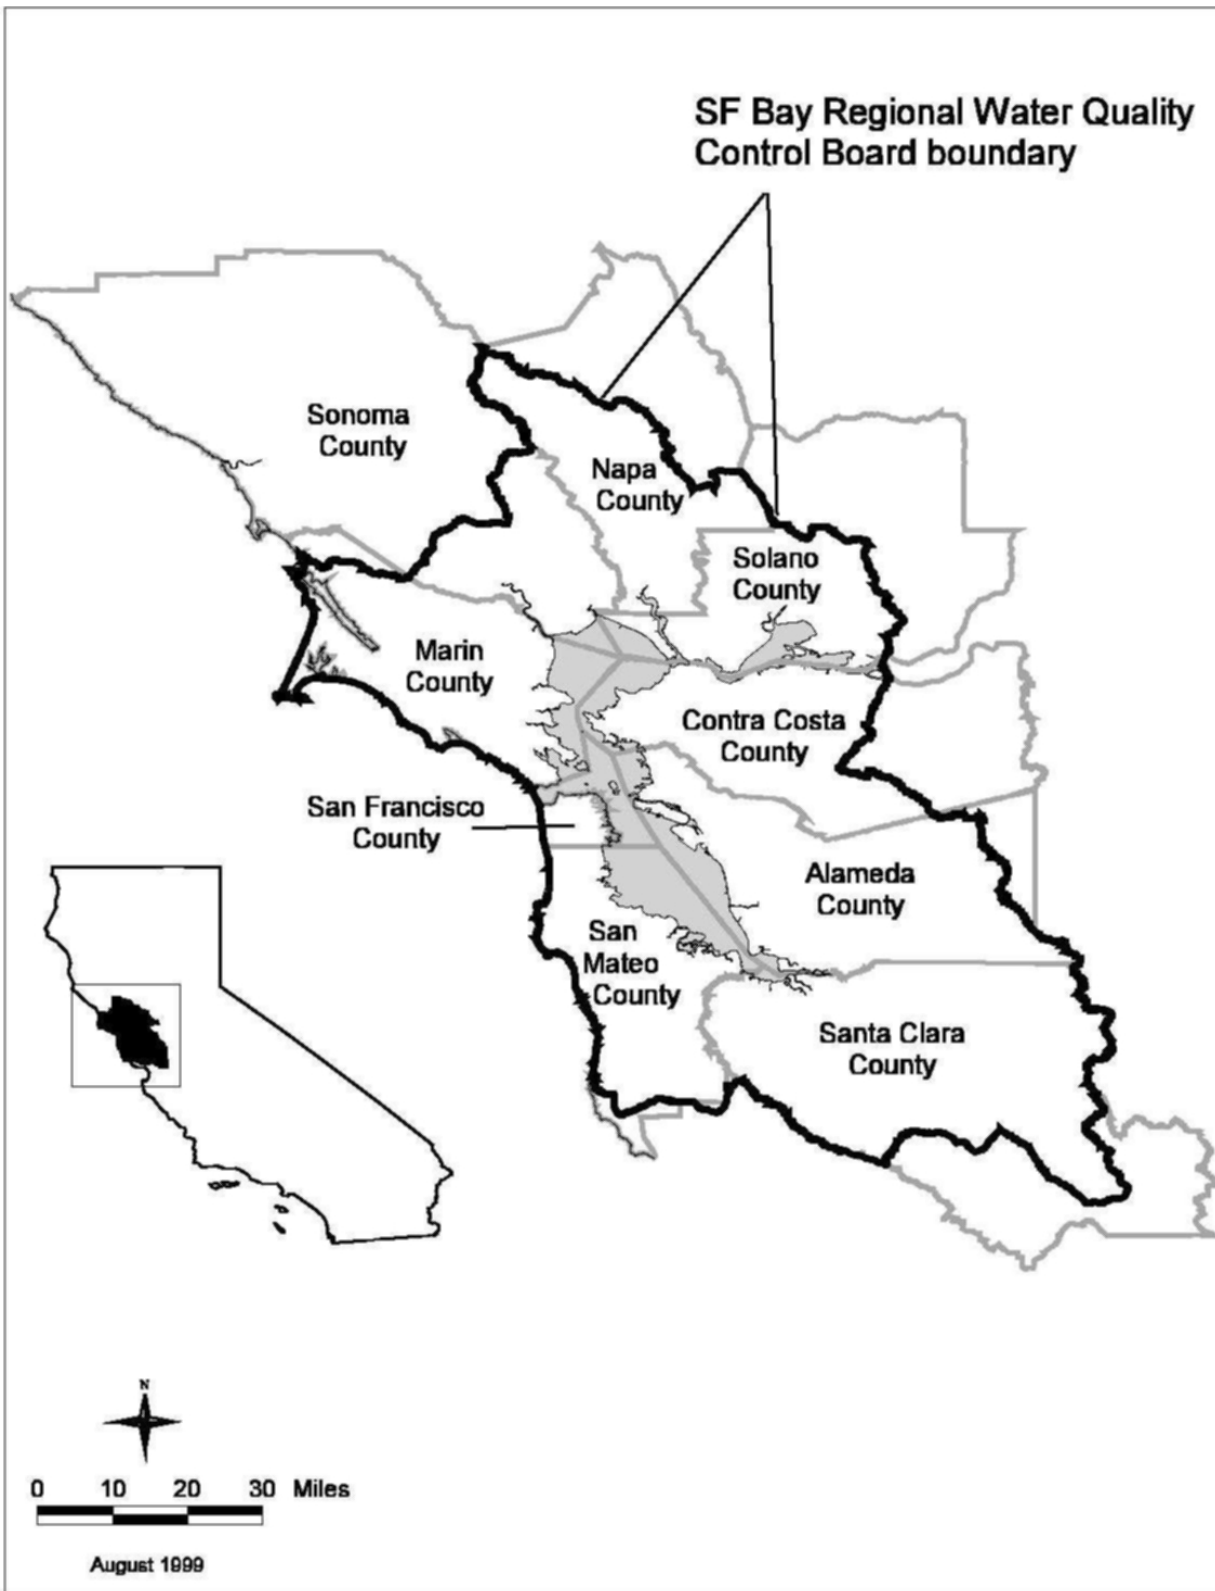 SF Bay Regional Water Quality
Control Board boundary
Sonoma
County
Napa
County
Solano
County
Marin
County
Contra Costa
County
San Francisco
County
Alameda
County
San
Mateo
County
Santa Clara
County
N
0 10 20 30 Miles
August 1999